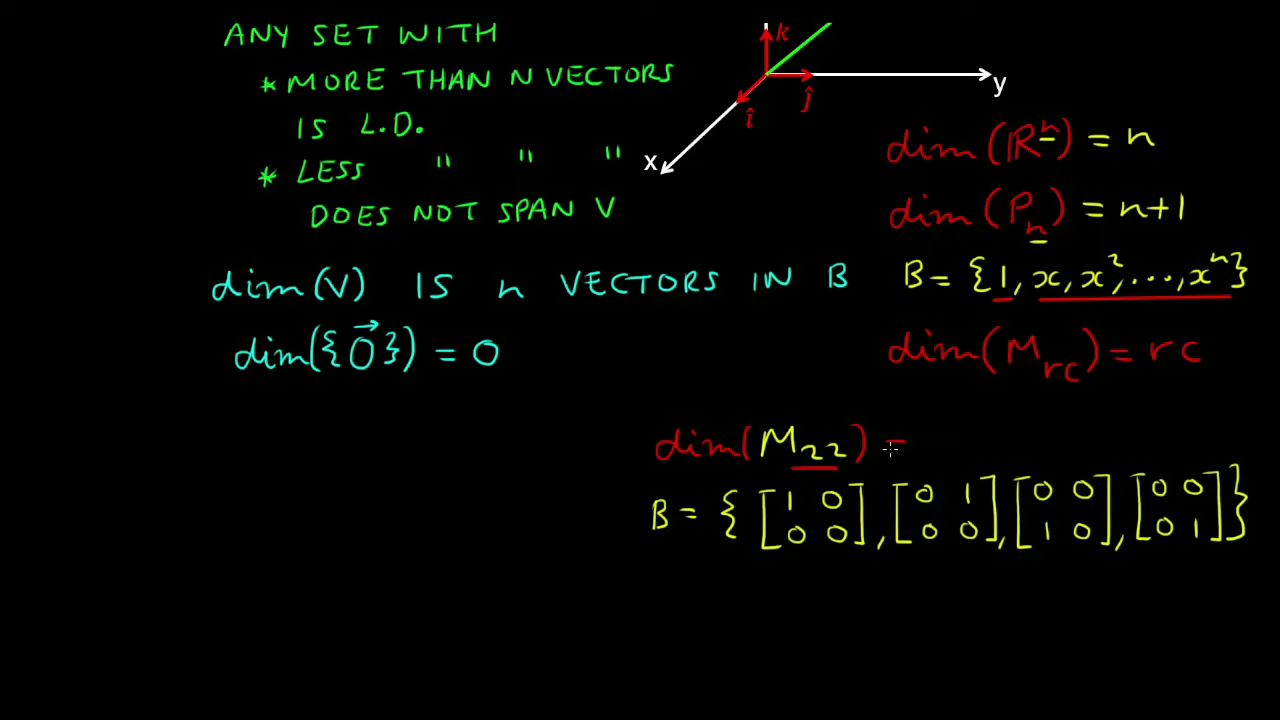 ANY SET WITH
* MORE THAN N VECTORS
IS L.D.
* LESS " " "
DOES NOT SPAN V
dim(V) IS n VECTORS IN B
dim({0⃗}) = 0
k
ĵ
î
y
x
dim(ℝⁿ) = n
dim(Pₙ) = n+1
B = {1, x, x², ..., xⁿ}
dim(M_rc) = rc
dim(M₂₂) =
B = { [1 0
0 0], [0 1
0 0], [0 0
1 0], [0 0
0 1] }